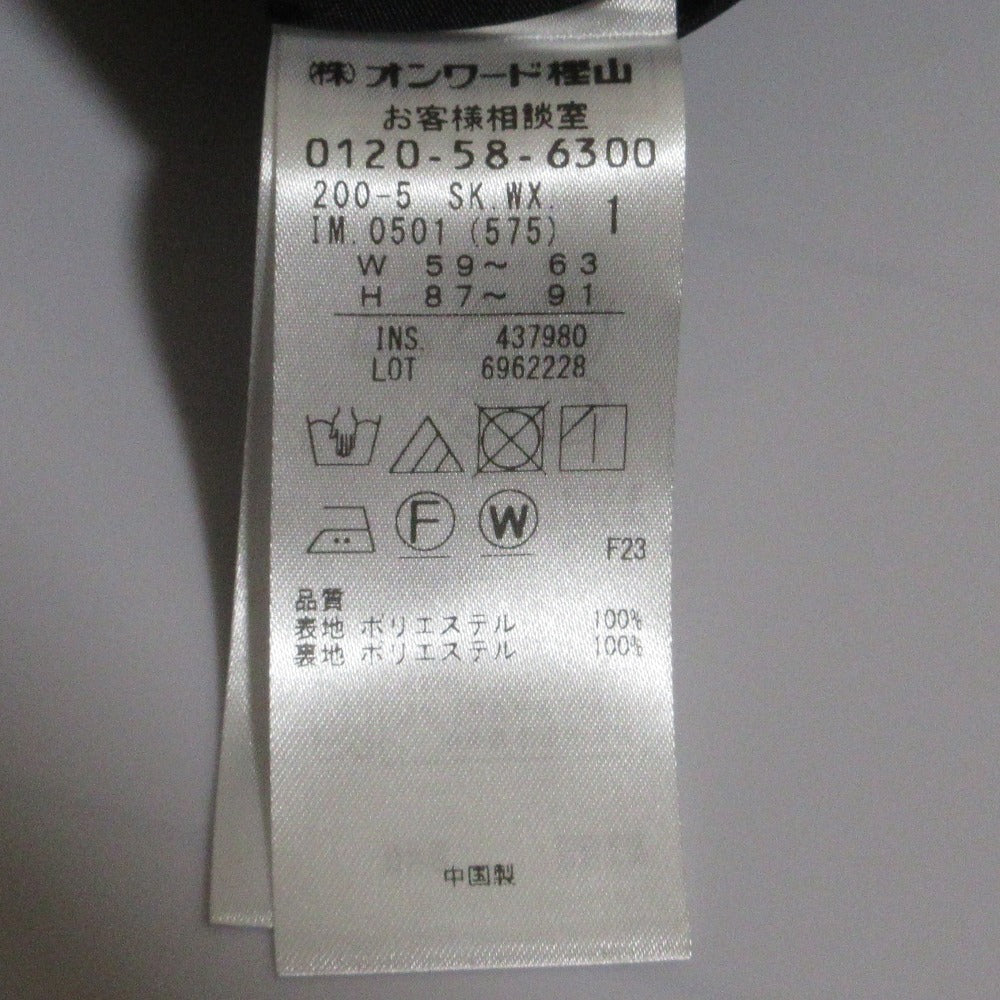 ㈱オンワード樫山
お客様相談室
0120-58-6300
200-5 SK.WX. 1
IM.0501 (575)
W 59～ 63
H 87～ 91
INS. 437980
LOT 6962228
F W
F23
品質
表地 ポリエステル 100%
裏地 ポリエステル 100%
中国製